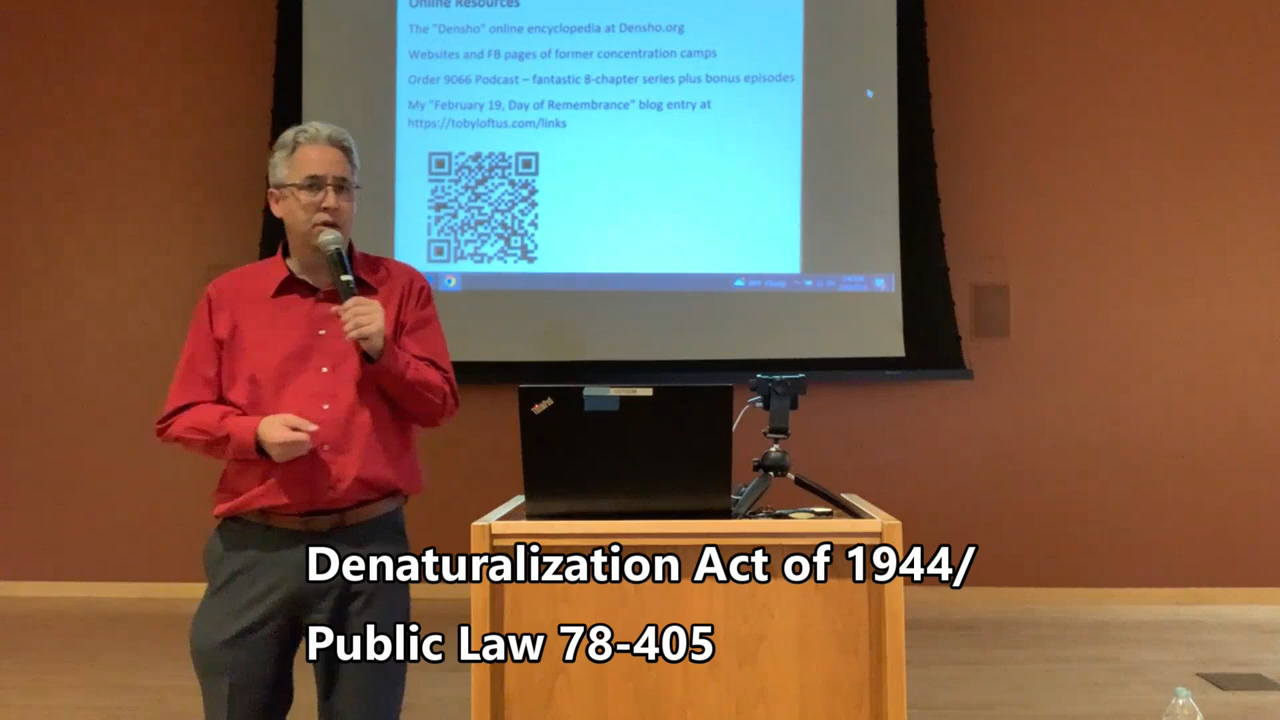 Online Resources
The "Densho" online encyclopedia at Densho.org
Websites and FB pages of former concentration camps
Order 9066 Podcast – fantastic 8-chapter series plus bonus episodes
My "February 19, Day of Remembrance" blog entry at
https://tobyloftus.com/links
ThinkPad
Denaturalization Act of 1944/
Public Law 78-405